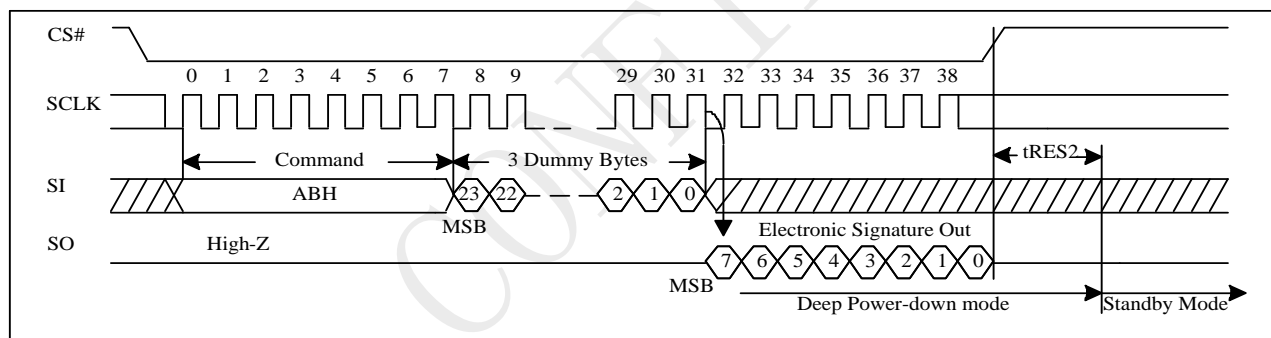 CS#
0 1 2 3 4 5 6 7 8 9 29 30 31 32 33 34 35 36 37 38
SCLK
Command 3 Dummy Bytes tRES2
SI ABH 23 22 2 1 0
MSB
SO High-Z Electronic Signature Out
7 6 5 4 3 2 1 0
MSB
Deep Power-down mode Standby Mode